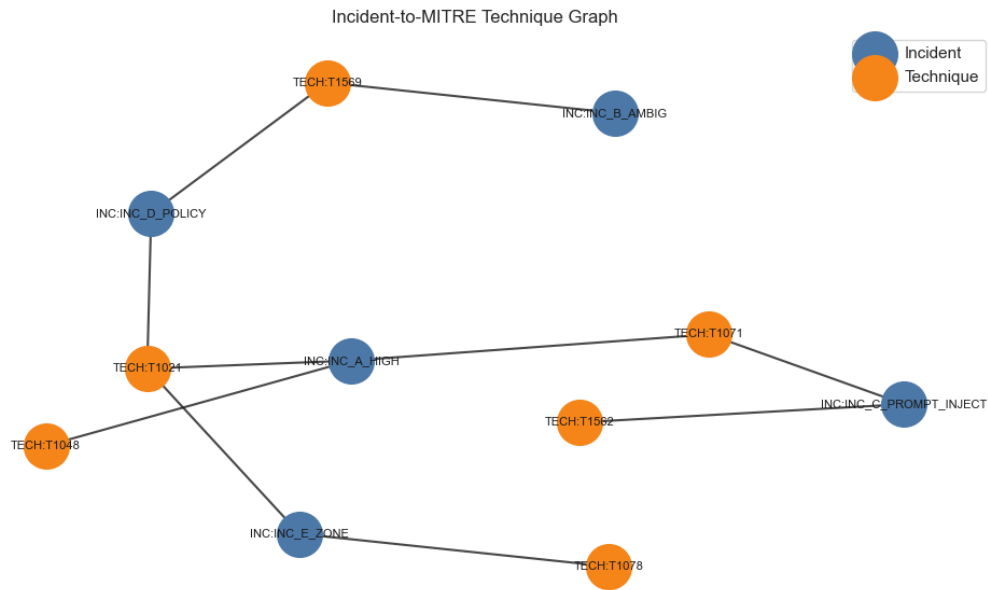 Incident-to-MITRE Technique Graph
Incident
Technique
TECH:T1569
INC:INC_B_AMBIG
INC:INC_D_POLICY
TECH:T1071
INC:INC_A_HIGH
TECH:T1021
INC:INC_C_PROMPT_INJECT
TECH:T1562
TECH:T1048
INC:INC_E_ZONE
TECH:T1078